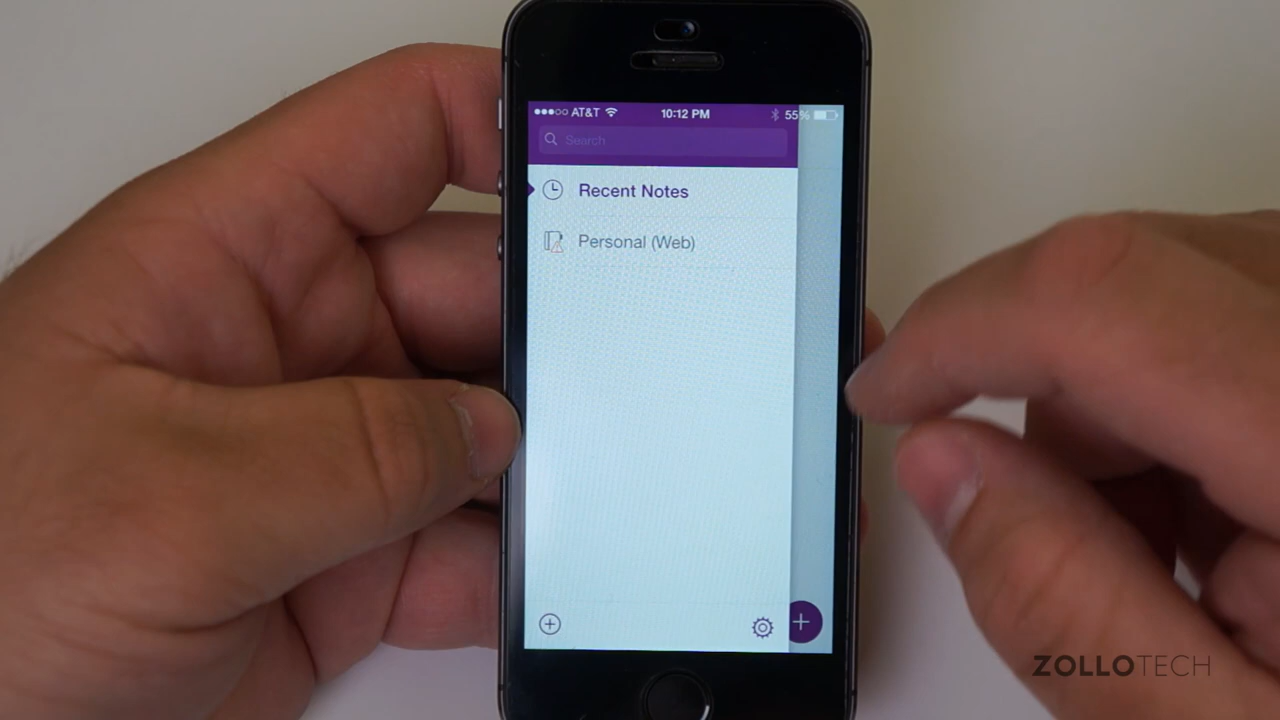 AT&T 10:12 PM 55%
Search
Recent Notes
Personal (Web)
ZOLLOTECH